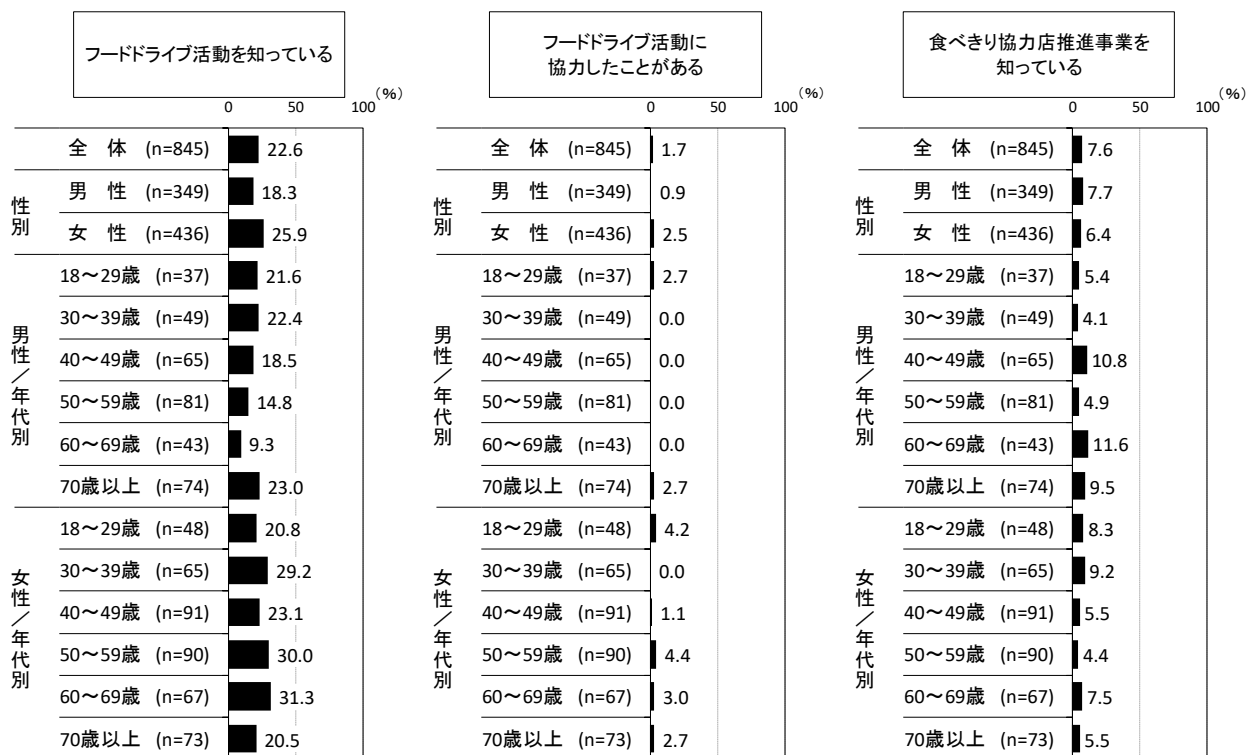 フードドライブ活動を知っている
0 50 100 (%)
全 体 (n=845) 22.6
性別
男 性 (n=349) 18.3
女 性 (n=436) 25.9
男性/年代別
18~29歳 (n=37) 21.6
30~39歳 (n=49) 22.4
40~49歳 (n=65) 18.5
50~59歳 (n=81) 14.8
60~69歳 (n=43) 9.3
70歳以上 (n=74) 23.0
女性/年代別
18~29歳 (n=48) 20.8
30~39歳 (n=65) 29.2
40~49歳 (n=91) 23.1
50~59歳 (n=90) 30.0
60~69歳 (n=67) 31.3
70歳以上 (n=73) 20.5
フードドライブ活動に
協力したことがある
0 50 100 (%)
全 体 (n=845) 1.7
性別
男 性 (n=349) 0.9
女 性 (n=436) 2.5
男性/年代別
18~29歳 (n=37) 2.7
30~39歳 (n=49) 0.0
40~49歳 (n=65) 0.0
50~59歳 (n=81) 0.0
60~69歳 (n=43) 0.0
70歳以上 (n=74) 2.7
女性/年代別
18~29歳 (n=48) 4.2
30~39歳 (n=65) 0.0
40~49歳 (n=91) 1.1
50~59歳 (n=90) 4.4
60~69歳 (n=67) 3.0
70歳以上 (n=73) 2.7
食べきり協力店推進事業を
知っている
0 50 100 (%)
全 体 (n=845) 7.6
性別
男 性 (n=349) 7.7
女 性 (n=436) 6.4
男性/年代別
18~29歳 (n=37) 5.4
30~39歳 (n=49) 4.1
40~49歳 (n=65) 10.8
50~59歳 (n=81) 4.9
60~69歳 (n=43) 11.6
70歳以上 (n=74) 9.5
女性/年代別
18~29歳 (n=48) 8.3
30~39歳 (n=65) 9.2
40~49歳 (n=91) 5.5
50~59歳 (n=90) 4.4
60~69歳 (n=67) 7.5
70歳以上 (n=73) 5.5